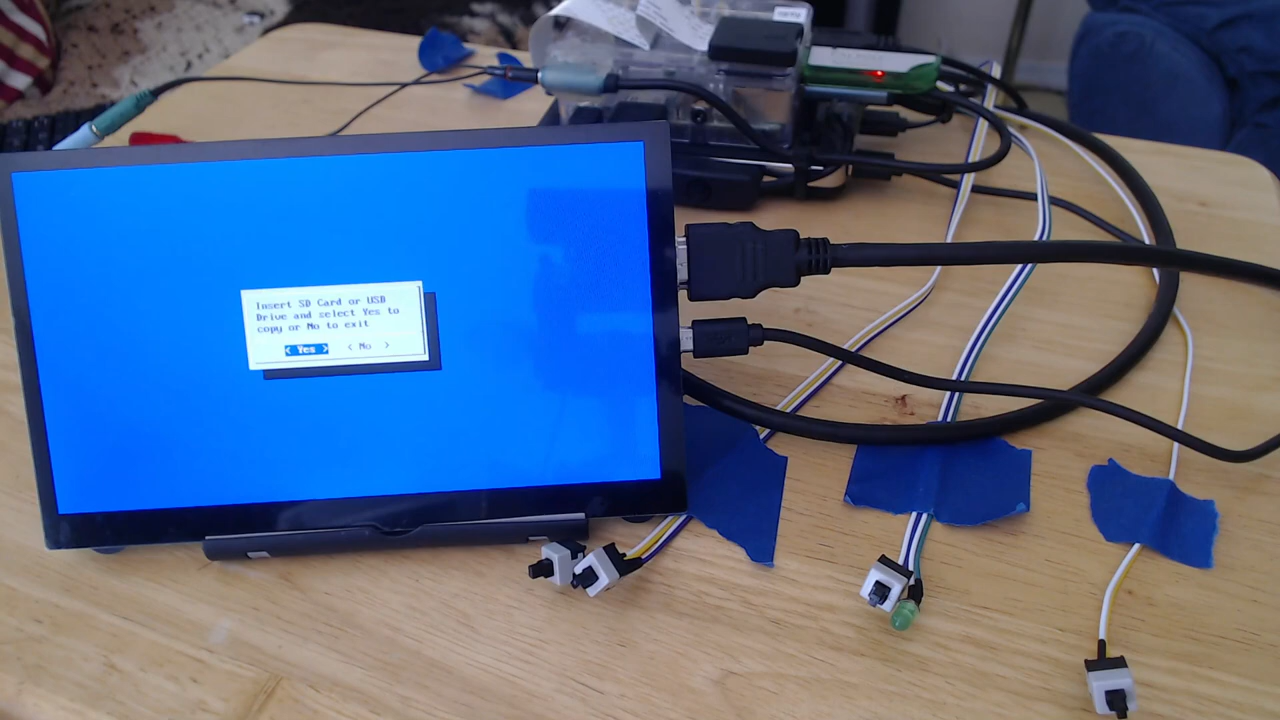 Insert SD Card or USB
Drive and select Yes to
copy or No to exit
< Yes > < No >